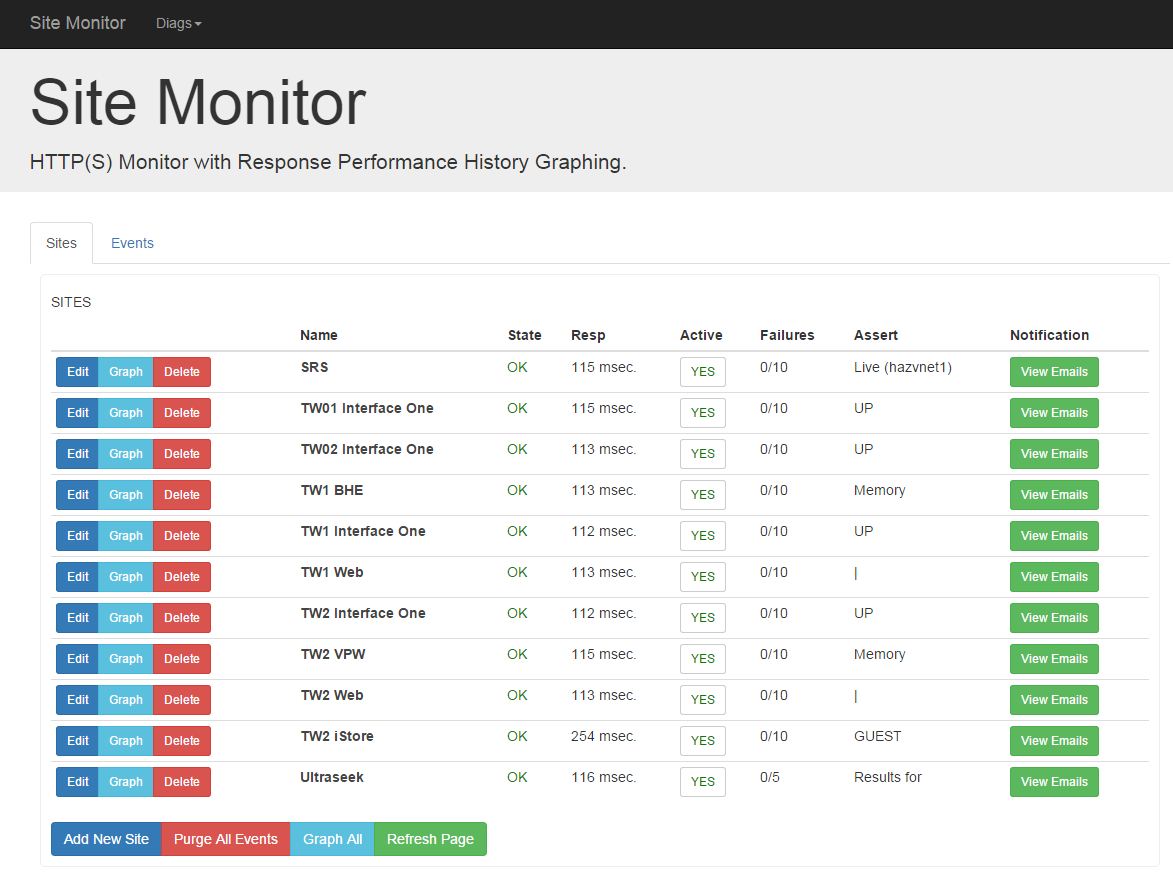 Site Monitor Diags
Site Monitor
HTTP(S) Monitor with Response Performance History Graphing.
Sites Events
SITES
Name State Resp Active Failures Assert Notification
Edit Graph Delete SRS OK 115 msec. YES 0/10 Live (hazvnet1) View Emails
Edit Graph Delete TW01 Interface One OK 115 msec. YES 0/10 UP View Emails
Edit Graph Delete TW02 Interface One OK 113 msec. YES 0/10 UP View Emails
Edit Graph Delete TW1 BHE OK 113 msec. YES 0/10 Memory View Emails
Edit Graph Delete TW1 Interface One OK 112 msec. YES 0/10 UP View Emails
Edit Graph Delete TW1 Web OK 113 msec. YES 0/10 | View Emails
Edit Graph Delete TW2 Interface One OK 112 msec. YES 0/10 UP View Emails
Edit Graph Delete TW2 VPW OK 115 msec. YES 0/10 Memory View Emails
Edit Graph Delete TW2 Web OK 113 msec. YES 0/10 | View Emails
Edit Graph Delete TW2 iStore OK 254 msec. YES 0/10 GUEST View Emails
Edit Graph Delete Ultraseek OK 116 msec. YES 0/5 Results for View Emails
Add New Site Purge All Events Graph All Refresh Page